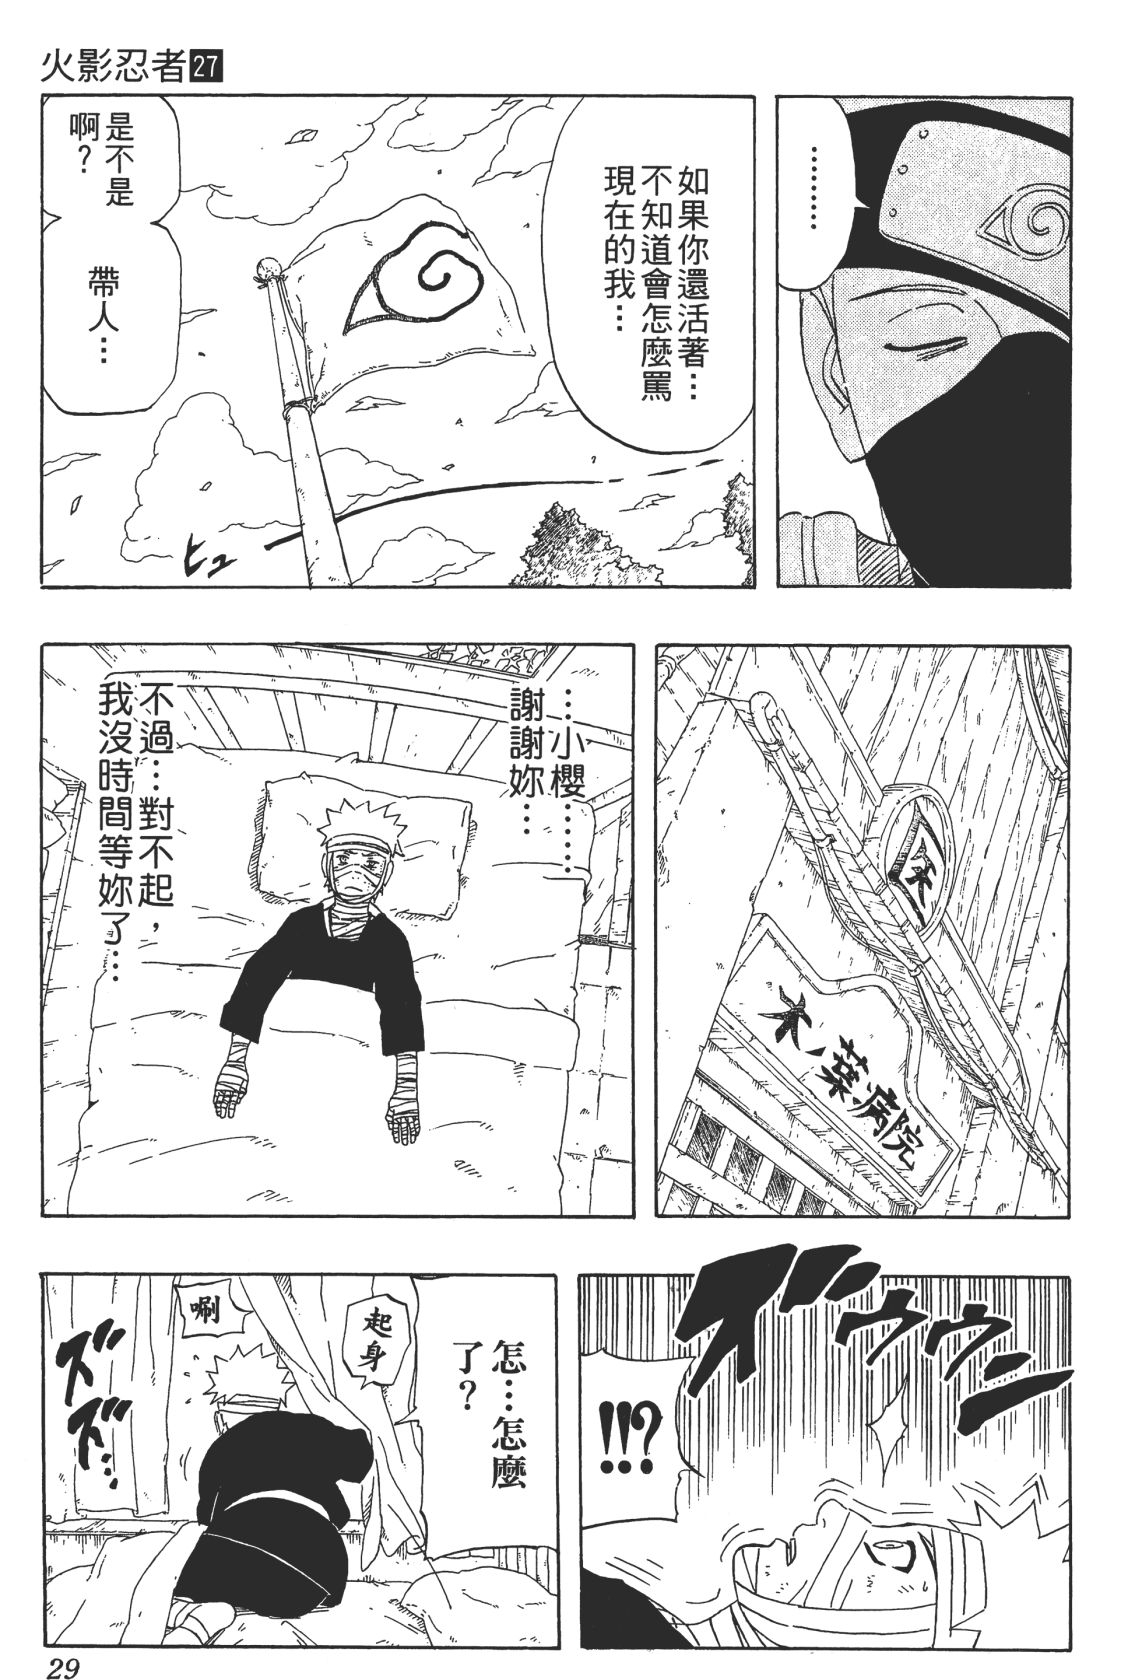 火影忍者27
………
如果你還活著…
不知道會怎麼罵
現在的我…
是不是
啊？
帶人…
ヒュ
休
木ノ葉病院
…小櫻……
謝謝妳…
不過…對不起，
我沒時間等妳了…
ズウウン
!!?
怎…怎麼
了？
起身
唰
ズズ…
29